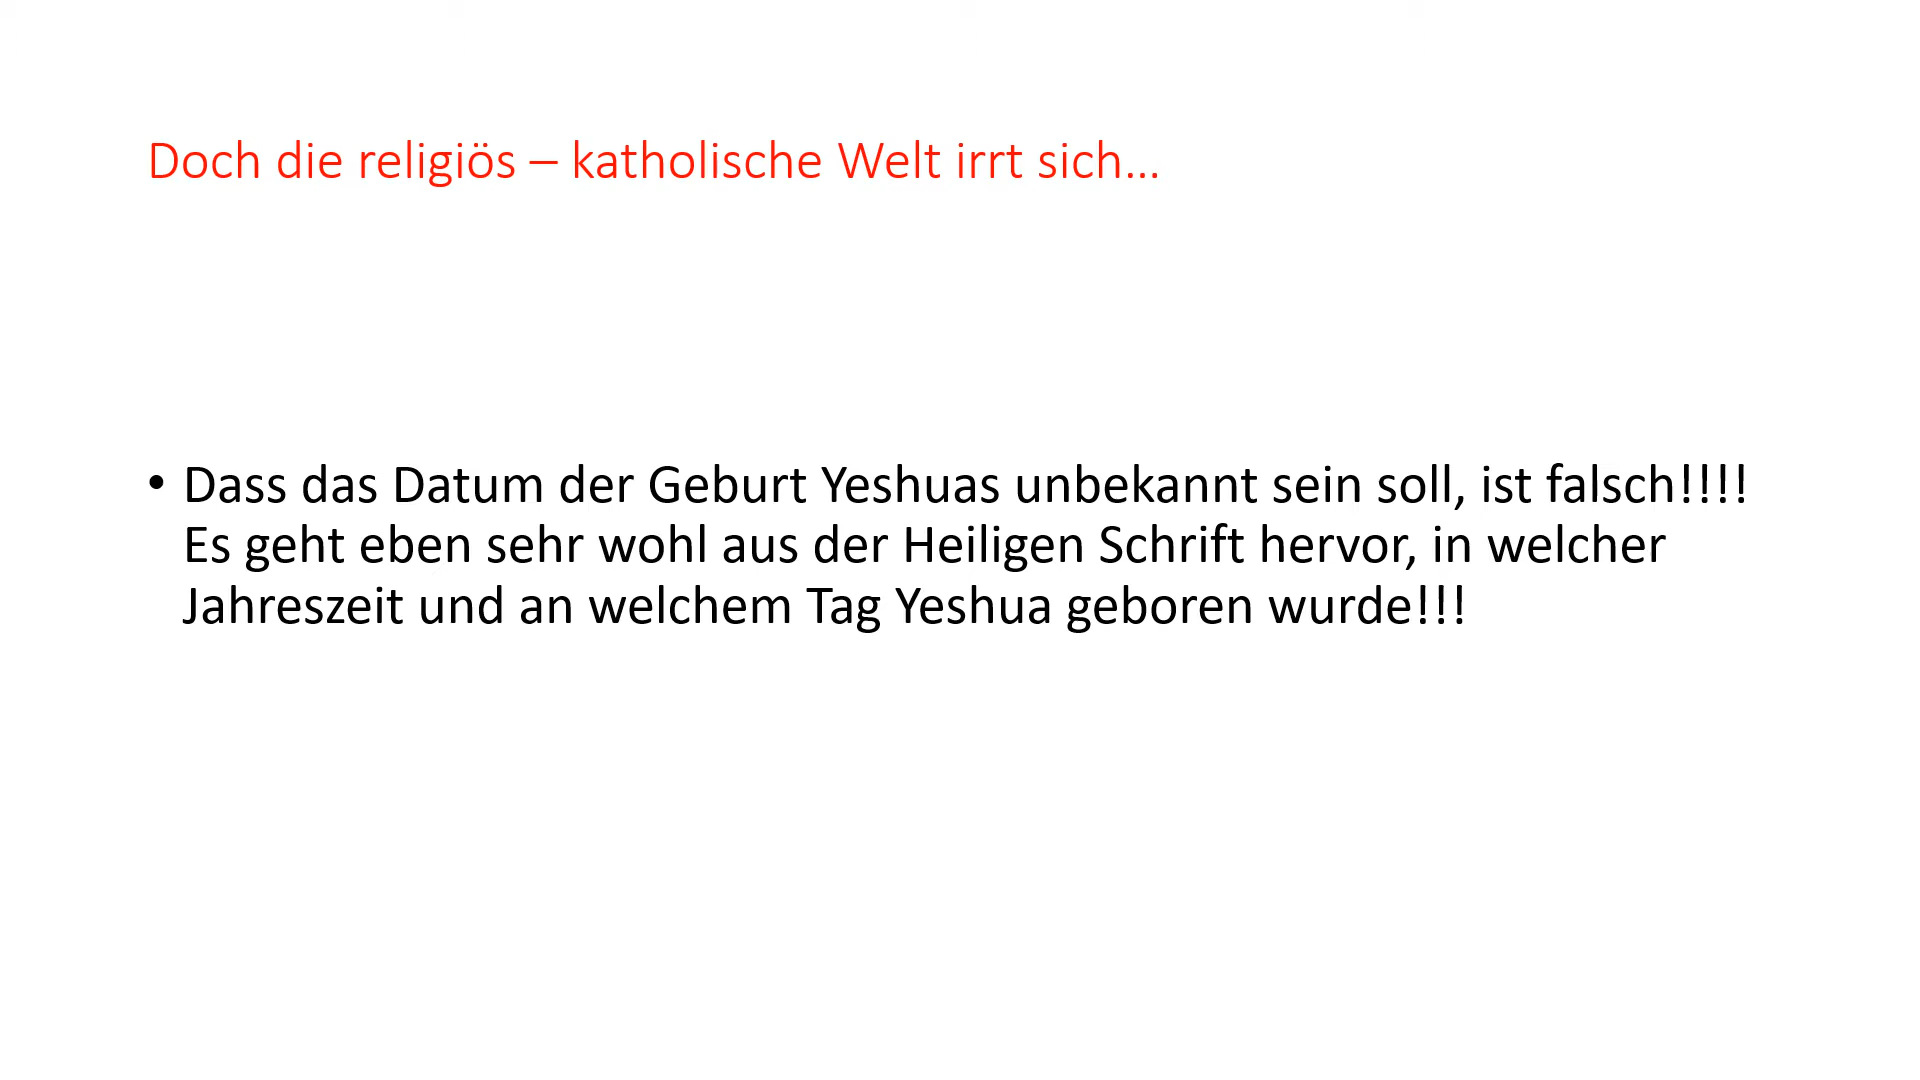 Doch die religiös – katholische Welt irrt sich…
• Dass das Datum der Geburt Yeshuas unbekannt sein soll, ist falsch!!!!
Es geht eben sehr wohl aus der Heiligen Schrift hervor, in welcher
Jahreszeit und an welchem Tag Yeshua geboren wurde!!!